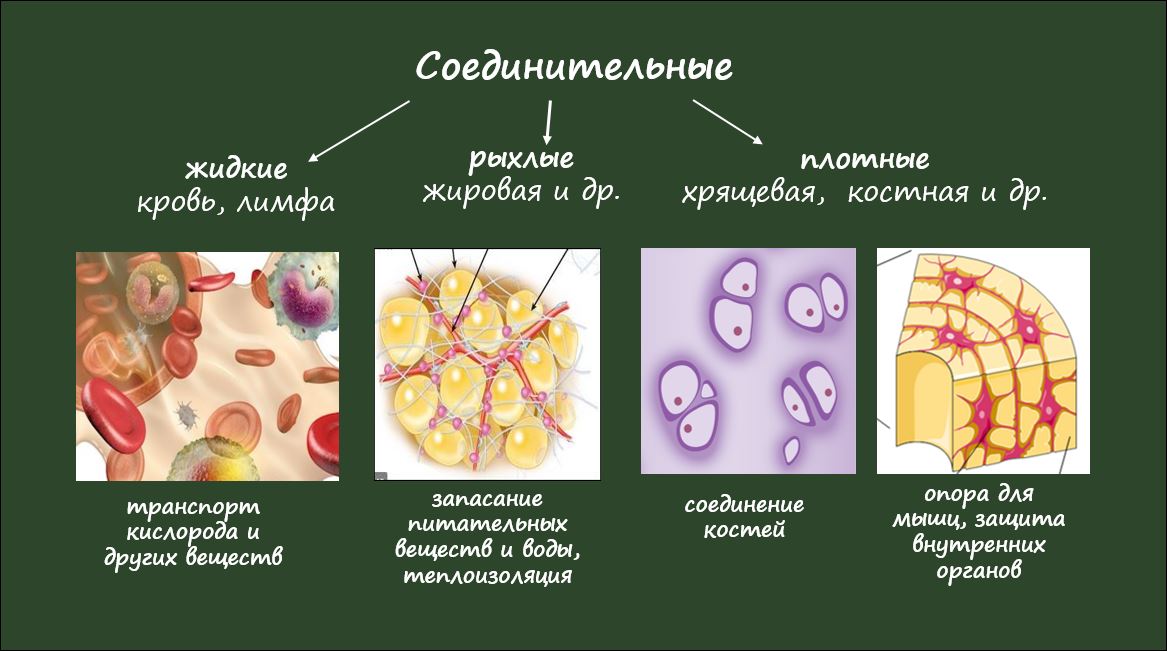 Соединительные
жидкие
кровь, лимфа
рыхлые
жировая и др.
плотные
хрящевая, костная и др.
транспорт
кислорода и
других веществ
запасание
питательных
веществ и воды,
теплоизоляция
соединение
костей
опора для
мышц, защита
внутренних
органов